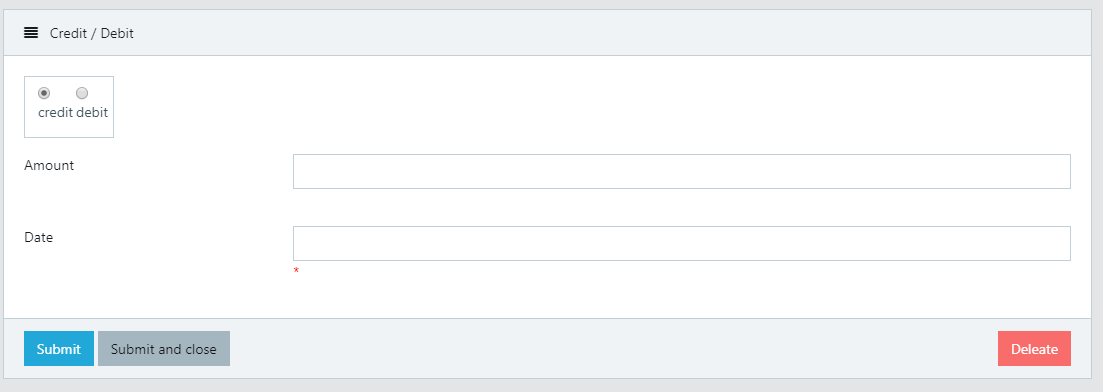 Credit / Debit
credit debit
Amount
Date
*
Submit Submit and close Deleate